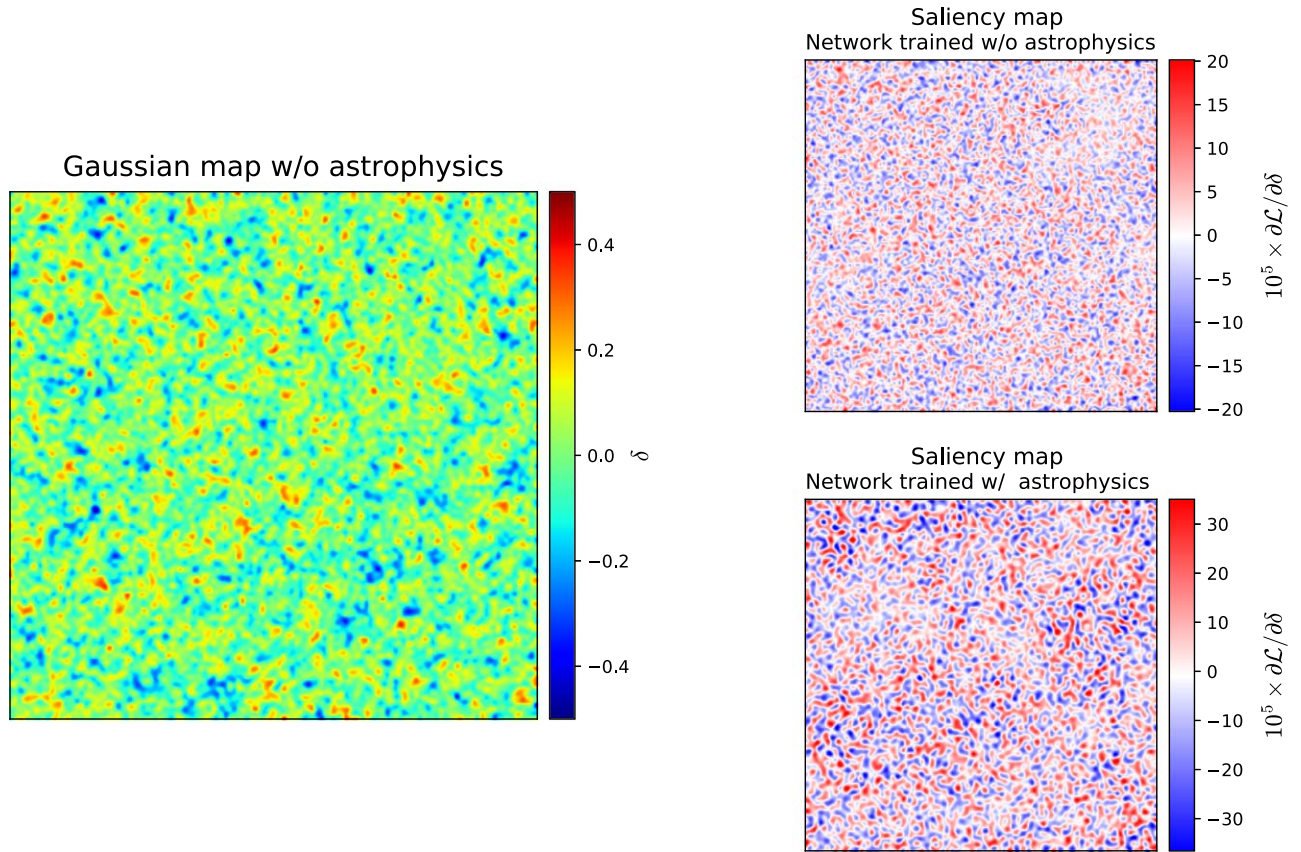 Gaussian map w/o astrophysics
0.4
0.2
0.0
−0.2
−0.4
δ
Saliency map
Network trained w/o astrophysics
20
15
10
5
0
−5
−10
−15
−20
10⁵ × ∂ℒ/∂δ
Saliency map
Network trained w/ astrophysics
30
20
10
0
−10
−20
−30
10⁵ × ∂ℒ/∂δ